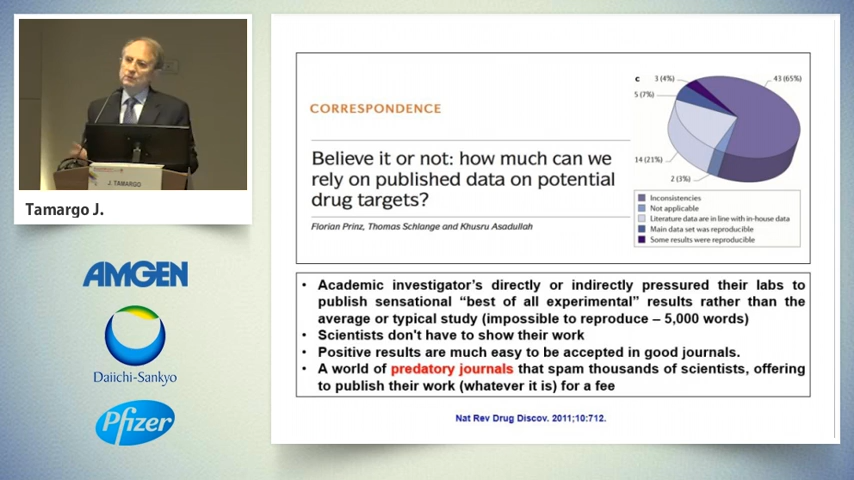 J. TAMARGO
Tamargo J.
AMGEN
Daiichi-Sankyo
Pfizer
CORRESPONDENCE
Believe it or not: how much can we
rely on published data on potential
drug targets?
Florian Prinz, Thomas Schlange and Khusru Asadullah
c
3 (4%)
43 (65%)
5 (7%)
14 (21%)
2 (3%)
Inconsistencies
Not applicable
Literature data are in line with in-house data
Main data set was reproducible
Some results were reproducible
• Academic investigator's directly or indirectly pressured their labs to
publish sensational “best of all experimental” results rather than the
average or typical study (impossible to reproduce – 5,000 words)
• Scientists don't have to show their work
• Positive results are much easy to be accepted in good journals.
• A world of predatory journals that spam thousands of scientists, offering
to publish their work (whatever it is) for a fee
Nat Rev Drug Discov. 2011;10:712.